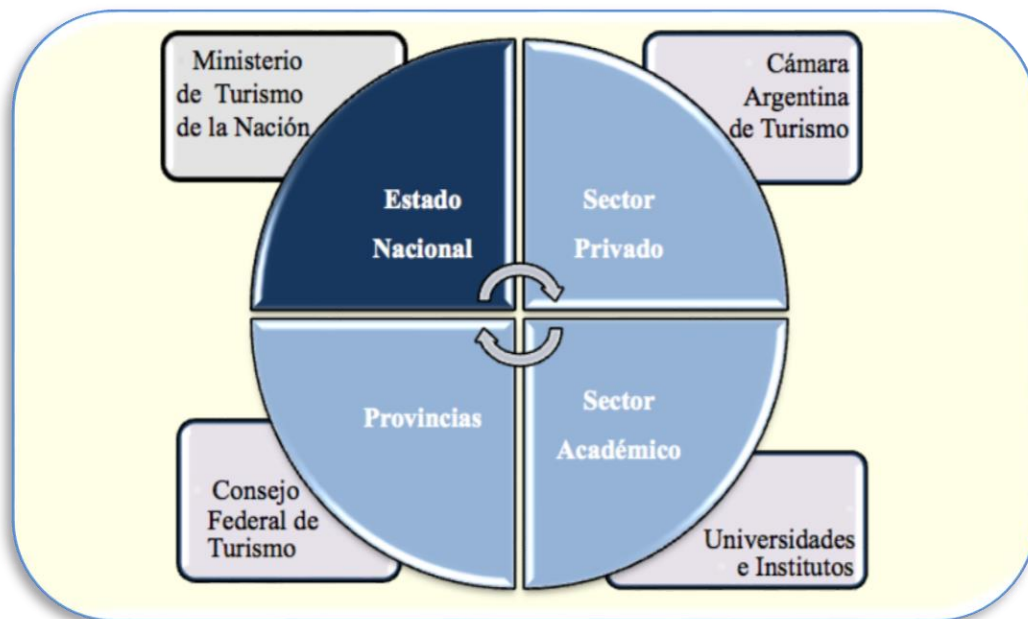 Ministerio
de Turismo
de la Nación
Cámara
Argentina
de Turismo
Estado
Nacional
Sector
Privado
Provincias
Sector
Académico
Consejo
Federal de
Turismo
Universidades
e Institutos